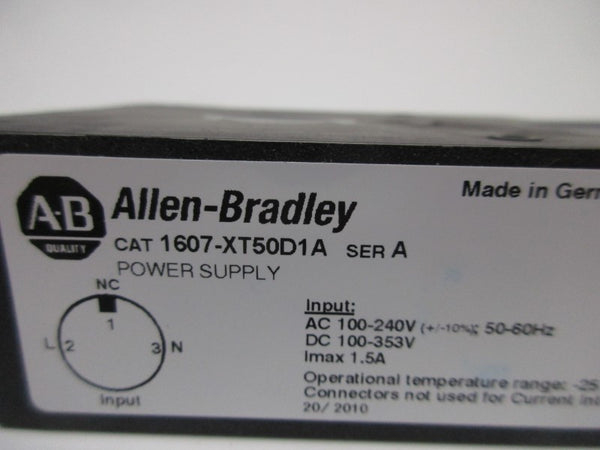 A-B
QUALITY
Allen-Bradley
Made in
CAT 1607-XT50D1A SER A
POWER SUPPLY
NC
1
L 2 3 N
Input
Input:
AC 100-240V (+/-10%); 50-60Hz
DC 100-353V
Imax 1.5A
Operational temperature range: -25
Connectors not used for Current
20/ 2010